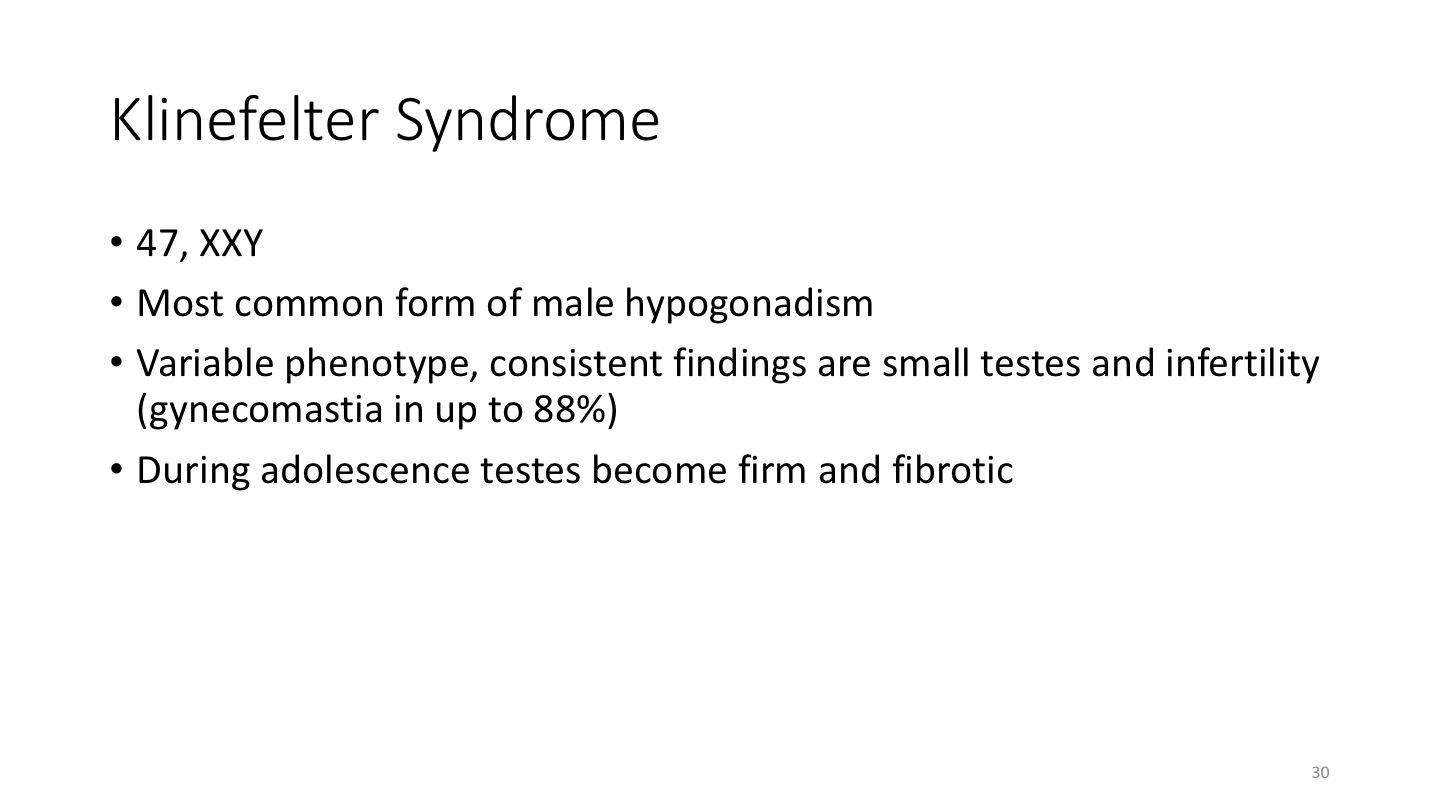 Klinefelter Syndrome
• 47, XXY
• Most common form of male hypogonadism
• Variable phenotype, consistent findings are small testes and infertility
(gynecomastia in up to 88%)
• During adolescence testes become firm and fibrotic
30